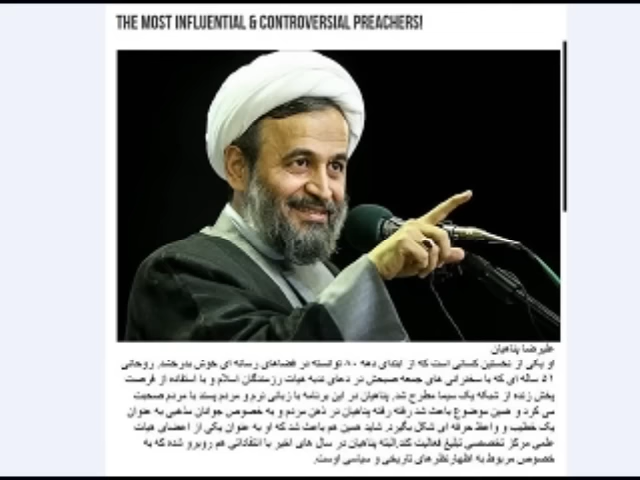 THE MOST INFLUENTIAL & CONTROVERSIAL PREACHERS!
علیرضا پناهیان
او یکی از نخستین کسانی است که از ابتدای دهه ۸۰ توانسته در فضاهای رسانه ای خوش بدرخشد. روحانی
۵۱ ساله ای که با سخنرانی های جمعه صبحش در دعای ندبه هیات رزمندگان اسلام و با استفاده از فرصت
پخش زنده از شبکه یک سیما مطرح شد. پناهیان در این برنامه با زبانی نرم و مردم پسند با مردم صحبت
می کرد و همین موضوع باعث شد رفته رفته پناهیان در ذهن مردم و به خصوص جوانان مذهبی به عنوان
یک خطیب و واعظ حرفه ای شکل بگیرد. شاید همین هم باعث شد که او به عنوان یکی از اعضای هیات
علمی مرکز تخصصی تبلیغ فعالیت کند.البته پناهیان در سال های اخیر با انتقاداتی هم روبرو شده که به
خصوص مربوط به اظهارنظرهای تاریخی و سیاسی اوست.